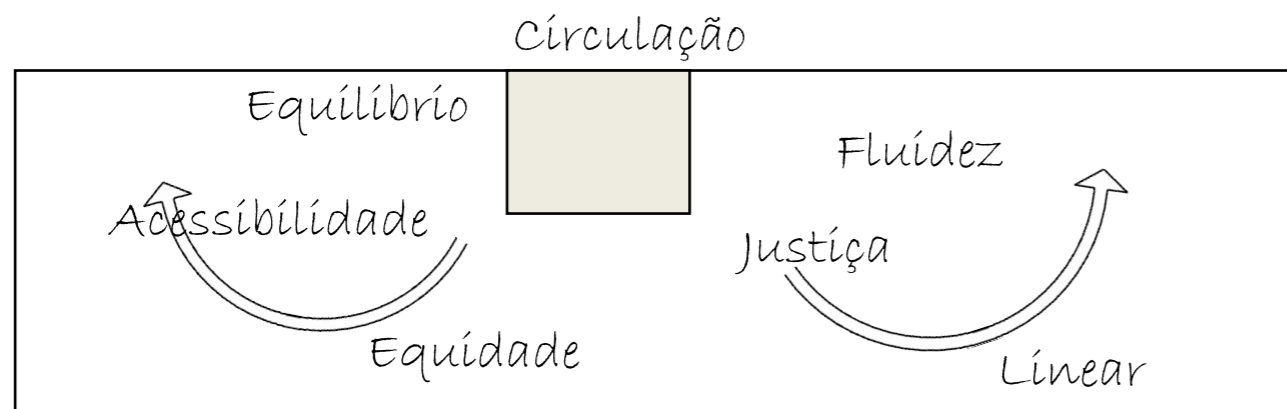 Circulação
Equilíbrio
Fluidez
Acessibilidade
Justiça
Equidade
Linear